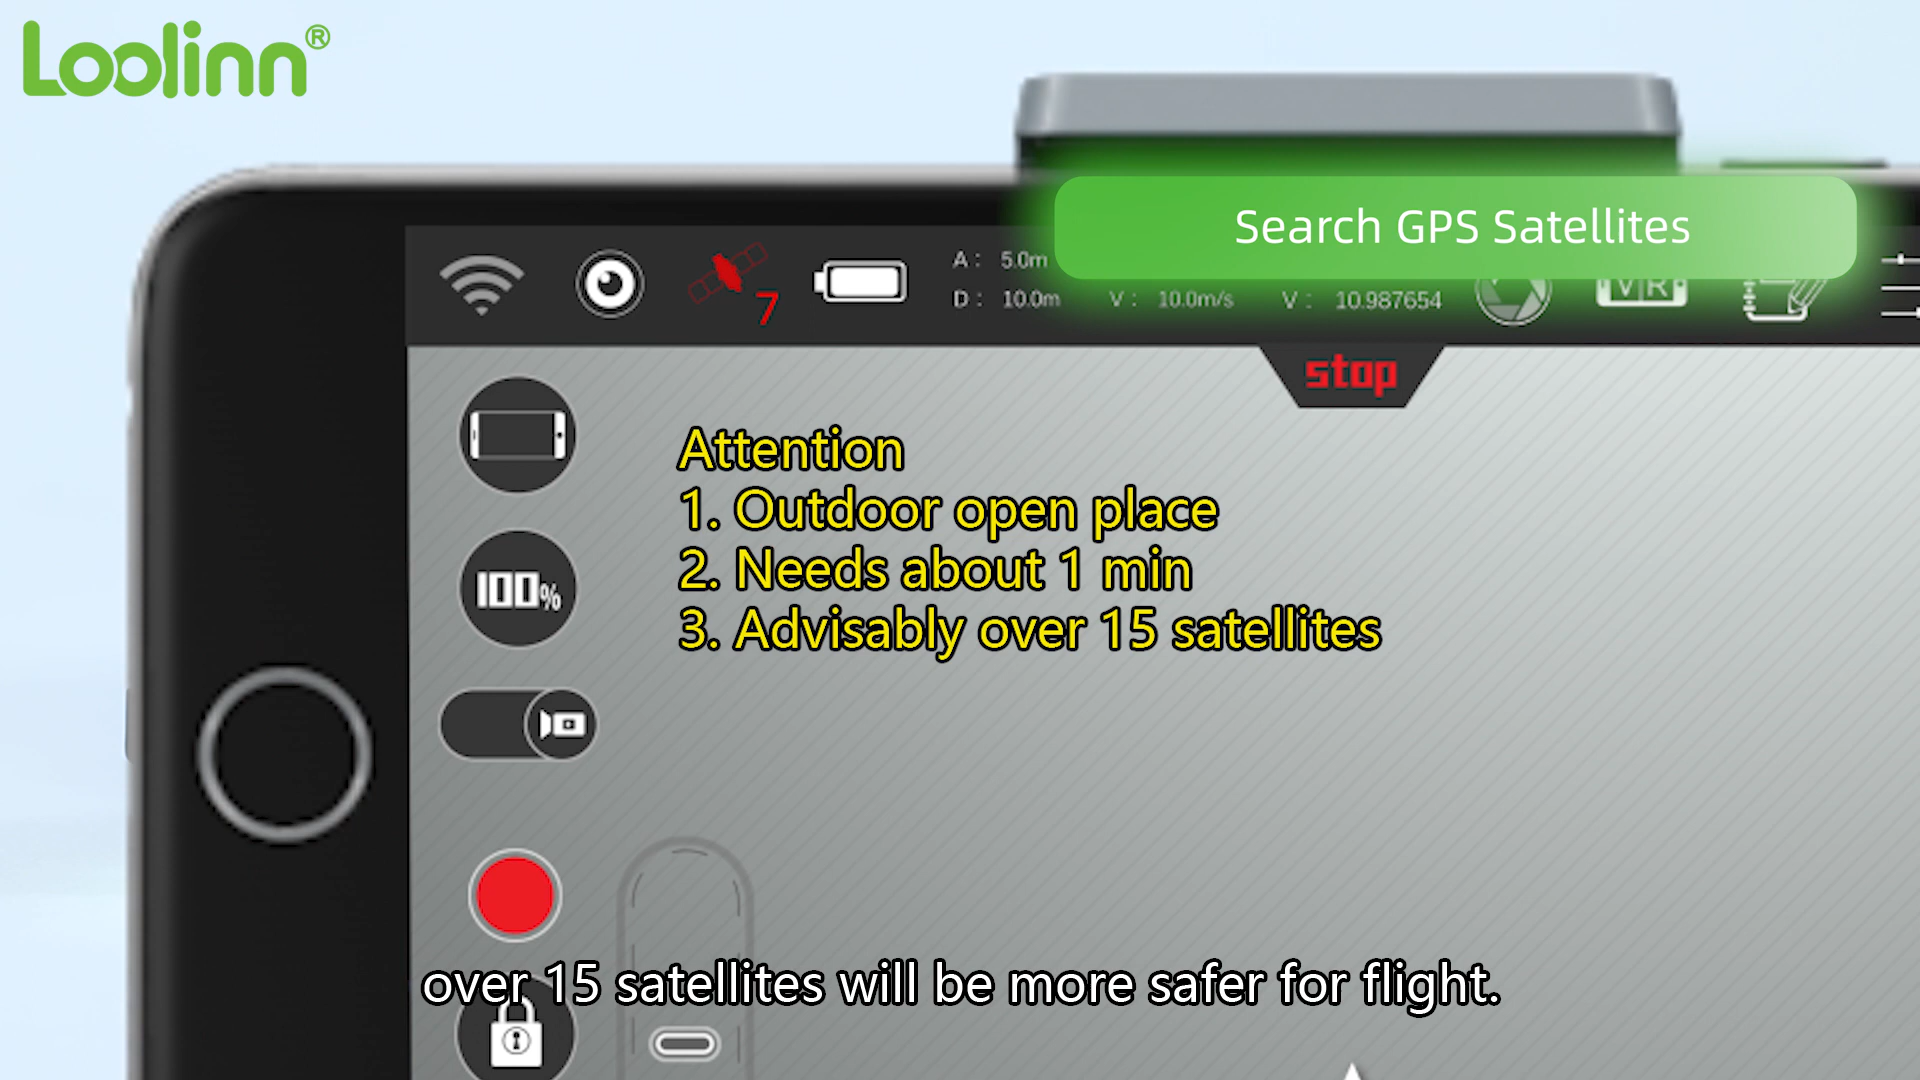 Loolinn®
Search GPS Satellites
7
A : 5.0m
D : 10.0m V : 10.0m/s V : 10.987654
VR
stop
Attention
1. Outdoor open place
2. Needs about 1 min
3. Advisably over 15 satellites
100%
over 15 satellites will be more safer for flight.